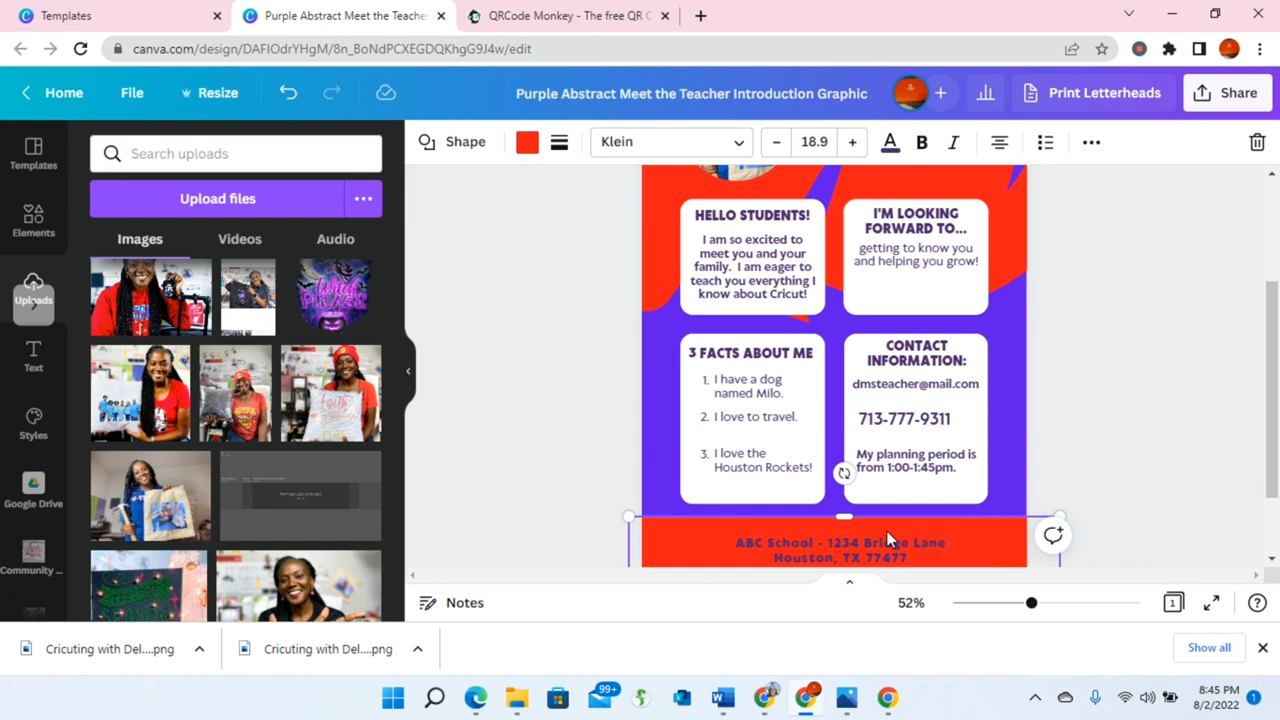 Templates
Purple Abstract Meet the Teache
QRCode Monkey - The free QR C
canva.com/design/DAFIOdrYHgM/8n_BoNdPCXEGDQKhgG9J4w/edit
Home
File
Resize
Purple Abstract Meet the Teacher Introduction Graphic
Print Letterheads
Share
Shape
Klein
18.9
A
B
I
Templates
Elements
Uploads
Text
Styles
Google Drive
Community ...
Search uploads
Upload files
Images
Videos
Audio
HELLO STUDENTS!
I am so excited to
meet you and your
family. I am eager to
teach you everything I
know about Cricut!
I'M LOOKING
FORWARD TO...
getting to know you
and helping you grow!
3 FACTS ABOUT ME
1. I have a dog
named Milo.
2. I love to travel.
3. I love the
Houston Rockets!
CONTACT
INFORMATION:
dmsteacher@mail.com
713-777-9311
My planning period is
from 1:00-1:45pm.
ABC School - 1234 Bridge Lane
Houston, TX 77477
Notes
52%
1
Cricuting with Del....png
Cricuting with Del....png
Show all
99+
8:45 PM
8/2/2022
1